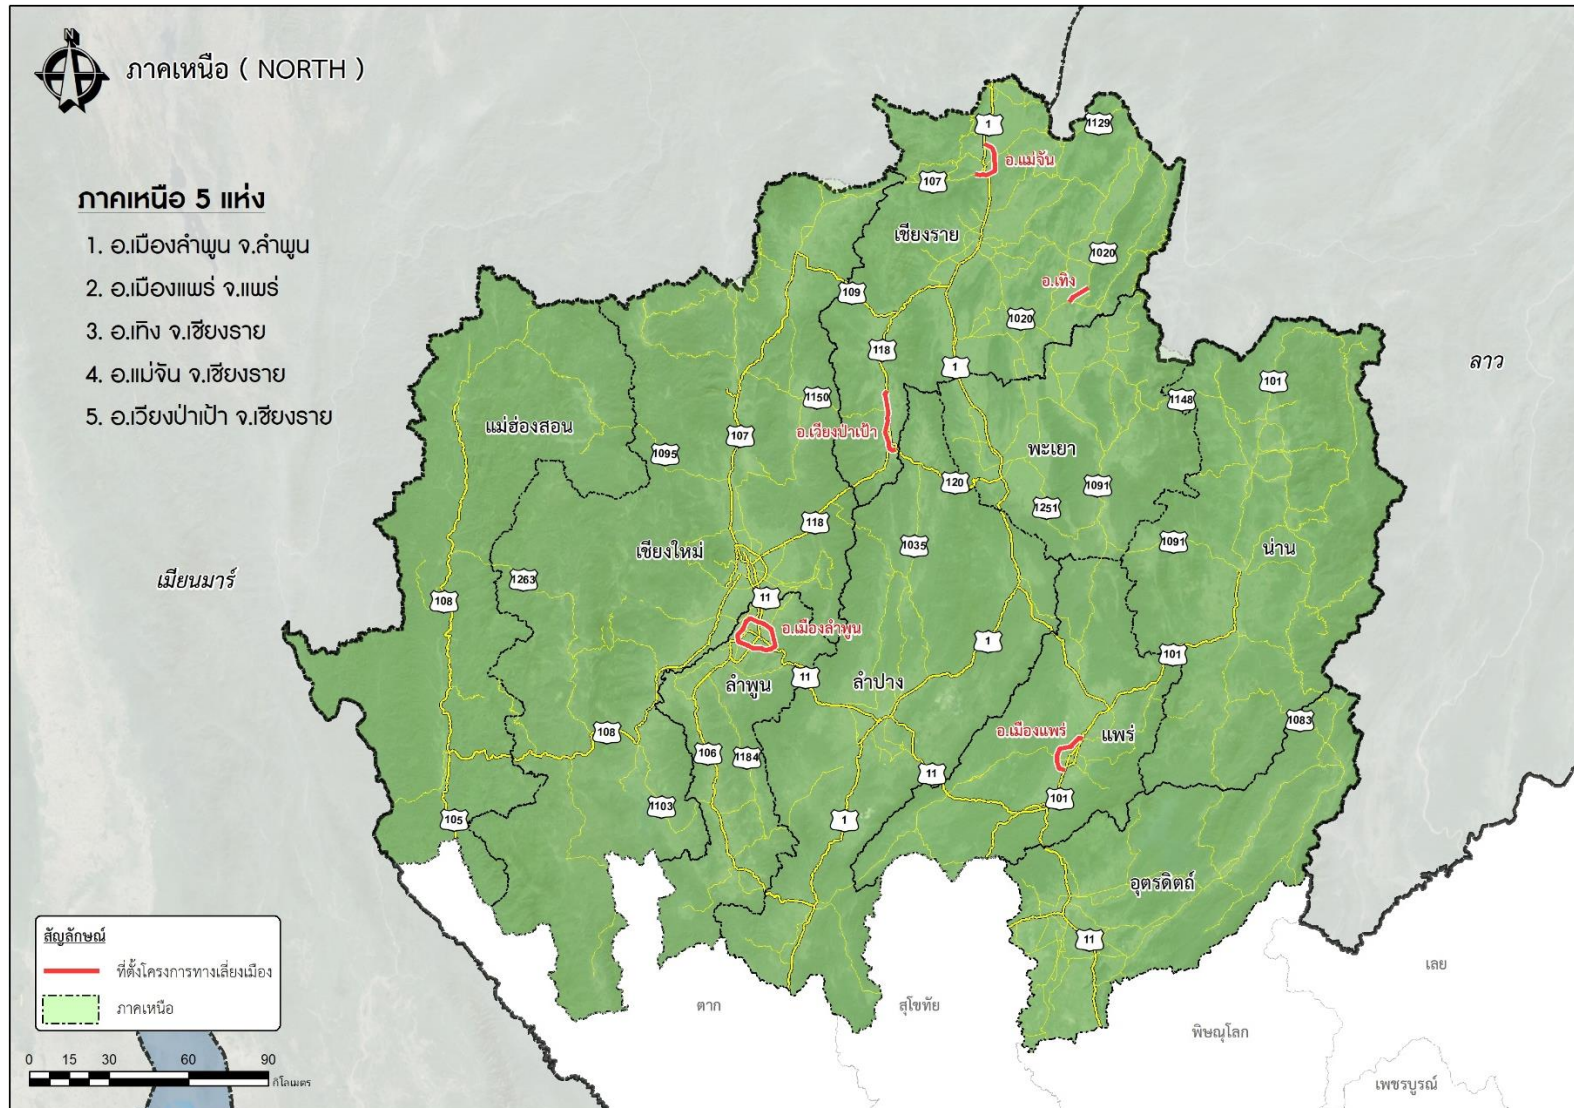 N
ภาคเหนือ ( NORTH )
ภาคเหนือ 5 แห่ง
1. อ.เมืองลำพูน จ.ลำพูน
2. อ.เมืองแพร่ จ.แพร่
3. อ.เทิง จ.เชียงราย
4. อ.แม่จัน จ.เชียงราย
5. อ.เวียงป่าเป้า จ.เชียงราย
1
1129
อ.แม่จัน
107
เชียงราย
1020
อ.เทิง
109
1020
118
1
ลาว
101
1150
1148
แม่ฮ่องสอน
อ.เวียงป่าเป้า
107
พะเยา
1095
120
1091
1251
118
1035
1091
น่าน
เชียงใหม่
เมียนมาร์
1263
108
11
อ.เมืองลำพูน
1
101
ลำพูน
11
ลำปาง
1083
108
อ.เมืองแพร่
แพร่
106
1184
11
101
1103
105
1
อุตรดิตถ์
11
สัญลักษณ์
ที่ตั้งโครงการทางเลี่ยงเมือง
ภาคเหนือ
เลย
ตาก
สุโขทัย
พิษณุโลก
เพชรบูรณ์
0 15 30 60 90
กิโลเมตร